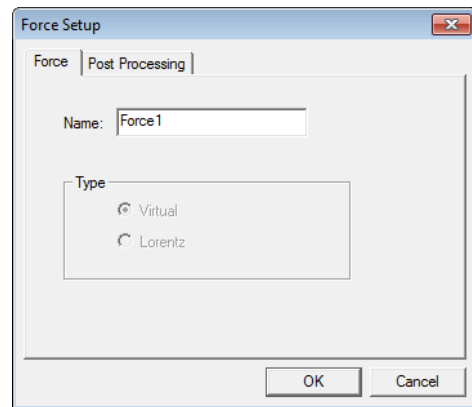 Force Setup
Force Post Processing
Name: Force1
Type
Virtual
Lorentz
OK Cancel